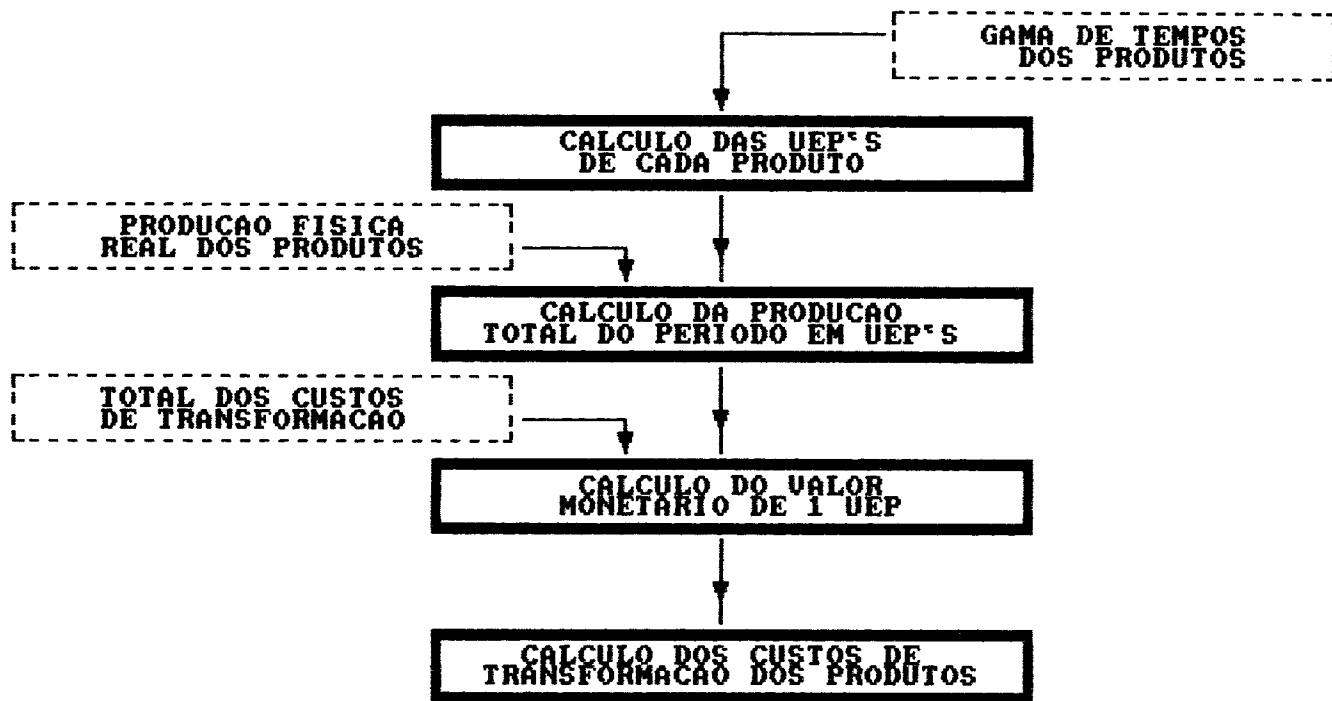 GAMA DE TEMPOS
DOS PRODUTOS
CALCULO DAS UEP'S
DE CADA PRODUTO
PRODUCAO FISICA
REAL DOS PRODUTOS
CALCULO DA PRODUCAO
TOTAL DO PERIODO EM UEP'S
TOTAL DOS CUSTOS
DE TRANSFORMACAO
CALCULO DO VALOR
MONETARIO DE 1 UEP
CALCULO DOS CUSTOS DE
TRANSFORMACAO DOS PRODUTOS